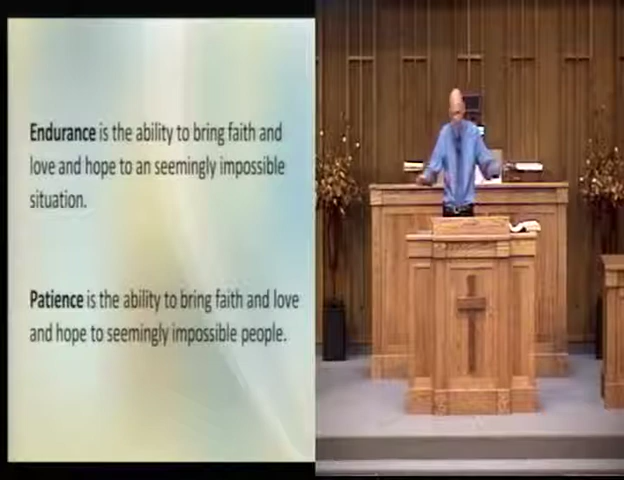 Endurance is the ability to bring faith and
love and hope to an seemingly impossible
situation.
Patience is the ability to bring faith and love
and hope to seemingly impossible people.